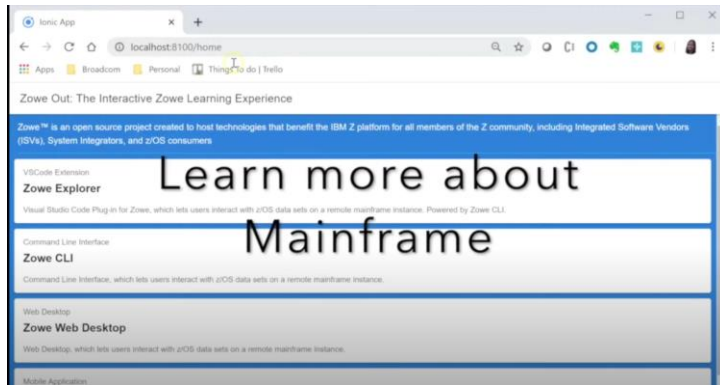 Ionic App
localhost:8100/home
Apps Broadcom Personal Things to do | Trello
Zowe Out: The Interactive Zowe Learning Experience
Zowe™ is an open source project created to host technologies that benefit the IBM Z platform for all members of the Z community, including Integrated Software Vendors
(ISVs), System Integrators, and z/OS consumers
Learn more about
Mainframe
VSCode Extension
Zowe Explorer
Visual Studio Code Plug-in for Zowe, which lets users interact with z/OS data sets on a remote mainframe instance. Powered by Zowe CLI.
Command Line Interface
Zowe CLI
Command Line Interface, which lets users interact with z/OS data sets on a remote mainframe instance.
Web Desktop
Zowe Web Desktop
Web Desktop, which lets users interact with z/OS data sets on a remote mainframe instance.
Mobile Application